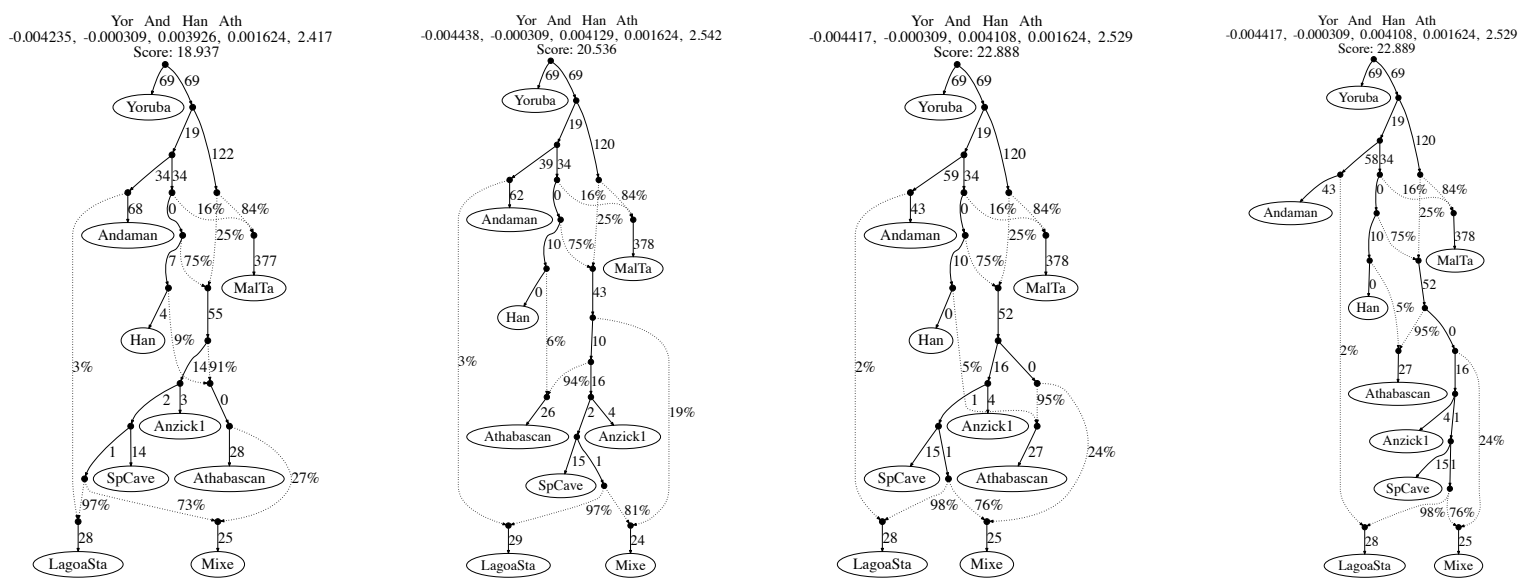 Yor And Han Ath
-0.004235, -0.000309, 0.003926, 0.001624, 2.417
Score: 18.937
69 69
Yoruba
19
122
34 34
68 0 16% 84%
Andaman 25%
7 75% 377
MalTa
4 55
Han 9%
3% 14 91%
2 3 0
Anzick1
1 14 28
SpCave Athabascan 27%
97% 73%
28 25
LagoaSta Mixe
Yor And Han Ath
-0.004438, -0.000309, 0.004129, 0.001624, 2.542
Score: 20.536
69 69
Yoruba
19
120
39 34
62 0 16% 84%
Andaman 25%
10 75% 378
MalTa
0 43
Han
6% 10
3% 94% 16
26 2 4 19%
Athabascan Anzick1
15 1
SpCave
97% 81%
29 24
LagoaSta Mixe
Yor And Han Ath
-0.004417, -0.000309, 0.004108, 0.001624, 2.529
Score: 22.888
69 69
Yoruba
19
120
59 34
43 0 16% 84%
Andaman 25%
10 75% 378
MalTa
0 52
Han
2% 5% 16 0
1 4 95%
Anzick1
15 1 27 24%
SpCave Athabascan
98% 76%
28 25
LagoaSta Mixe
Yor And Han Ath
-0.004417, -0.000309, 0.004108, 0.001624, 2.529
Score: 22.889
69 69
Yoruba
19
120
58 34
43 0 16% 84%
Andaman 25%
10 75% 378
MalTa
0 52
Han 5%
95% 0
2% 27 16
Athabascan
4 1
Anzick1 24%
15 1
SpCave
98% 76%
28 25
LagoaSta Mixe